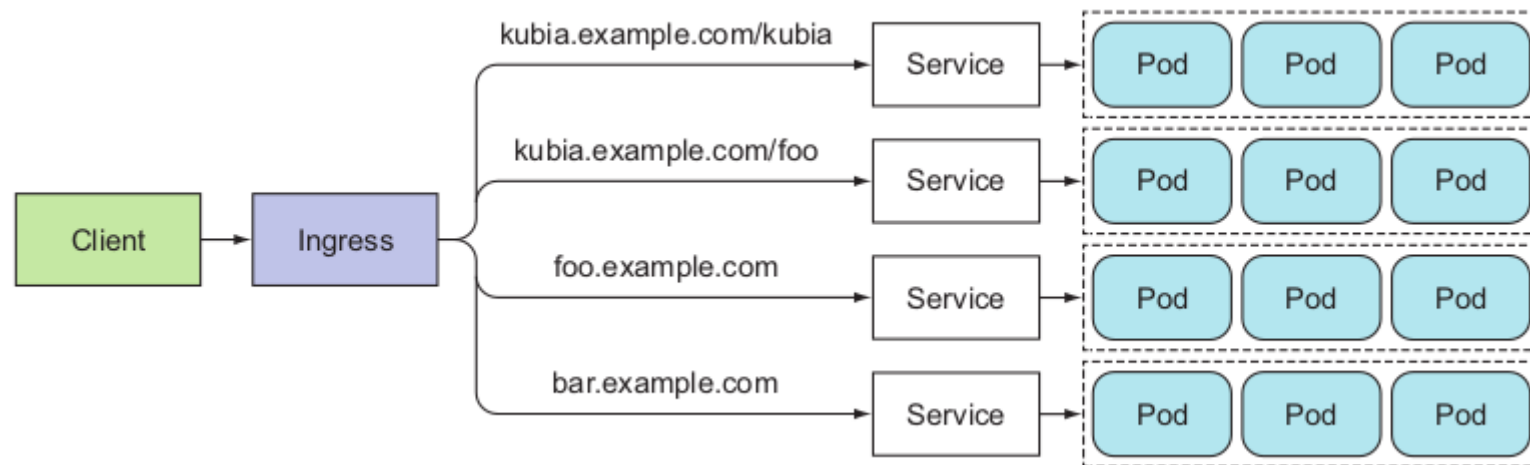 kubia.example.com/kubia
Service
Pod Pod Pod
kubia.example.com/foo
Service
Pod Pod Pod
Client
Ingress
foo.example.com
Service
Pod Pod Pod
bar.example.com
Service
Pod Pod Pod